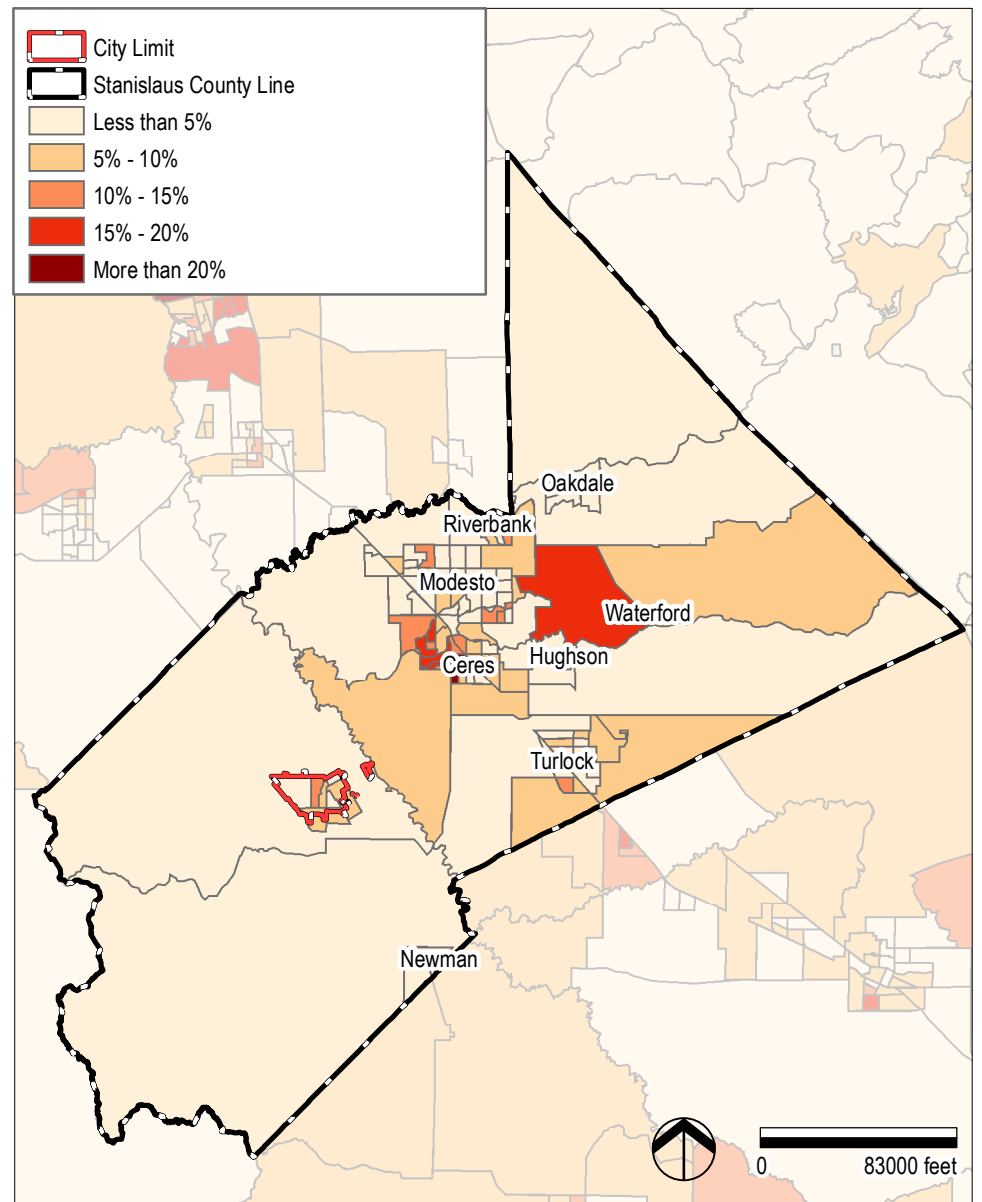 City Limit
Stanislaus County Line
Less than 5%
5% - 10%
10% - 15%
15% - 20%
More than 20%
Oakdale
Riverbank
Modesto
Waterford
Hughson
Ceres
Turlock
Newman
0 83000 feet